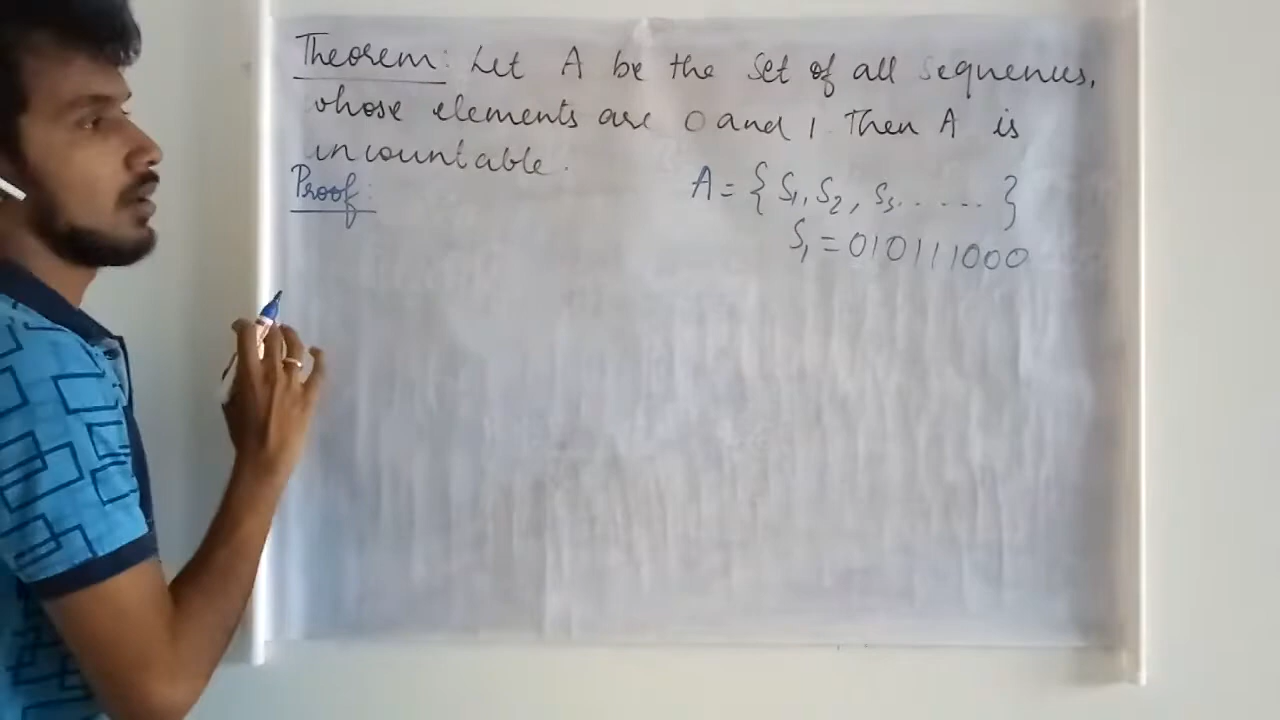 Theorem: Let A be the set of all sequences,
whose elements are 0 and 1. Then A is
uncountable.
Proof:
A = { S₁, S₂, S₃. . . . . . }
S₁ = 010111000